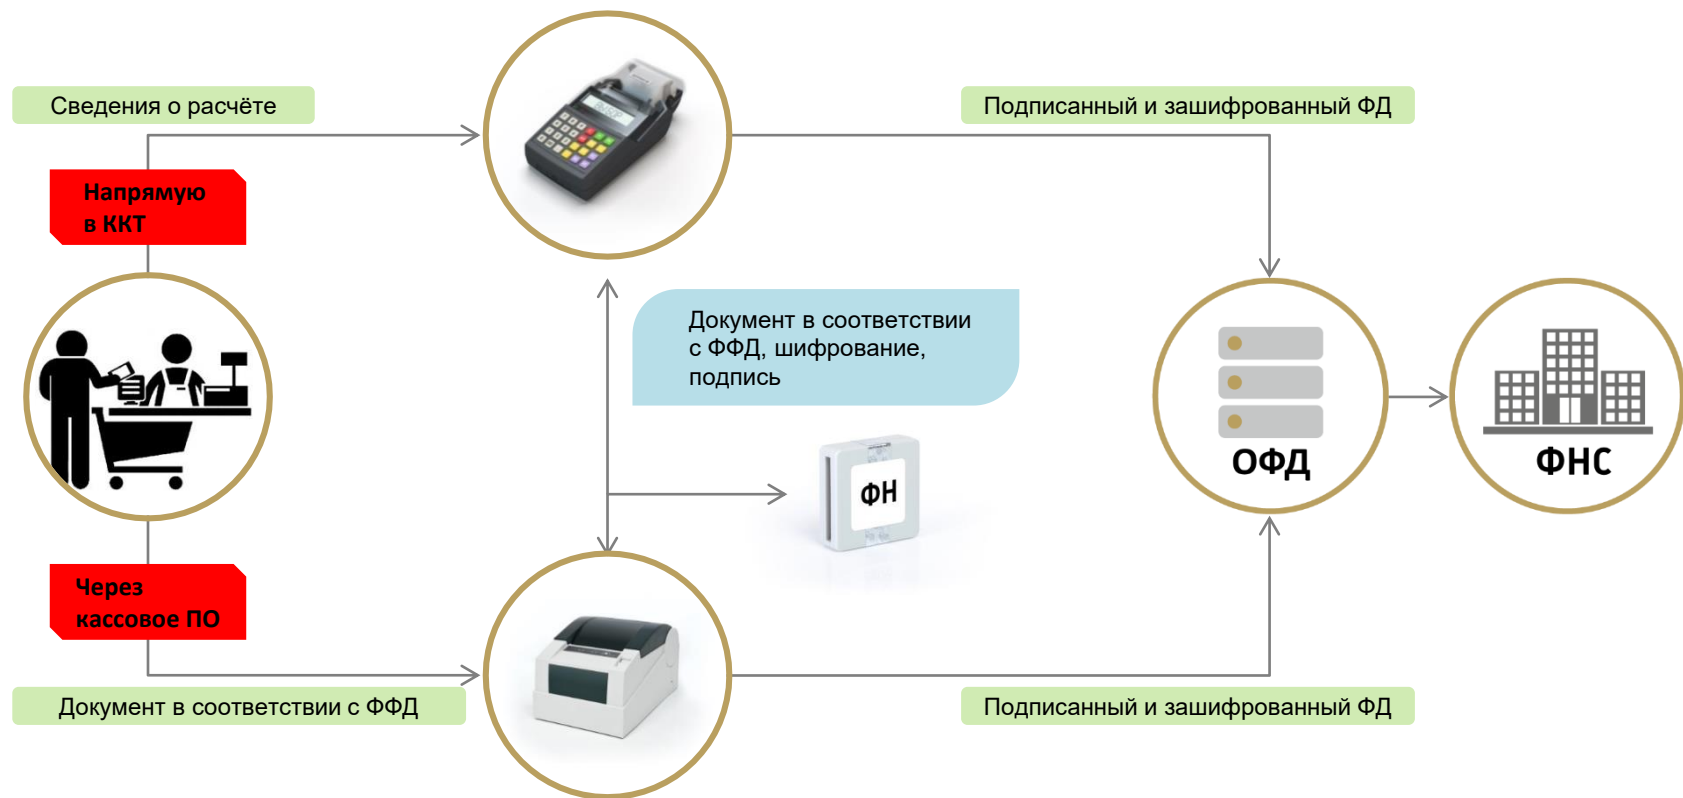 Сведения о расчёте
Подписанный и зашифрованный ФД
Напрямую
в ККТ
Документ в соответствии
с ФФД, шифрование,
подпись
ОФД
ФНС
ФН
Через
кассовое ПО
Документ в соответствии с ФФД
Подписанный и зашифрованный ФД